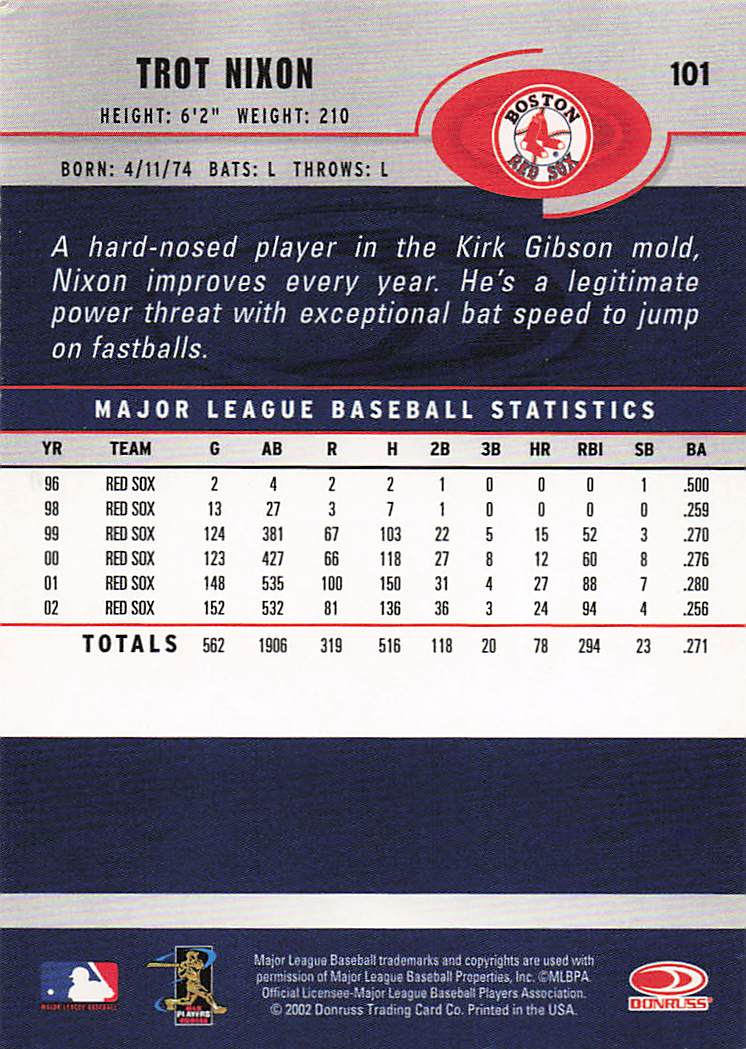 TROT NIXON
101
HEIGHT: 6'2" WEIGHT: 210
BORN: 4/11/74 BATS: L THROWS: L
BOSTON
RED SOX
A hard-nosed player in the Kirk Gibson mold,
Nixon improves every year. He's a legitimate
power threat with exceptional bat speed to jump
on fastballs.
MAJOR LEAGUE BASEBALL STATISTICS
YR TEAM G AB R H 2B 3B HR RBI SB BA
96 RED SOX 2 4 2 2 1 0 0 0 1 .500
98 RED SOX 13 27 3 7 1 0 0 0 0 .259
99 RED SOX 124 381 67 103 22 5 15 52 3 .270
00 RED SOX 123 427 66 118 27 8 12 60 8 .276
01 RED SOX 148 535 100 150 31 4 27 88 7 .280
02 RED SOX 152 532 81 136 36 3 24 94 4 .256
TOTALS 562 1906 319 516 118 20 78 294 23 .271
Major League Baseball trademarks and copyrights are used with
permission of Major League Baseball Properties, Inc. ©MLBPA
Official Licensee-Major League Baseball Players Association.
© 2002 Donruss Trading Card Co. Printed in the USA.
MAJOR LEAGUE BASEBALL
PLAYERS
DONRUSS